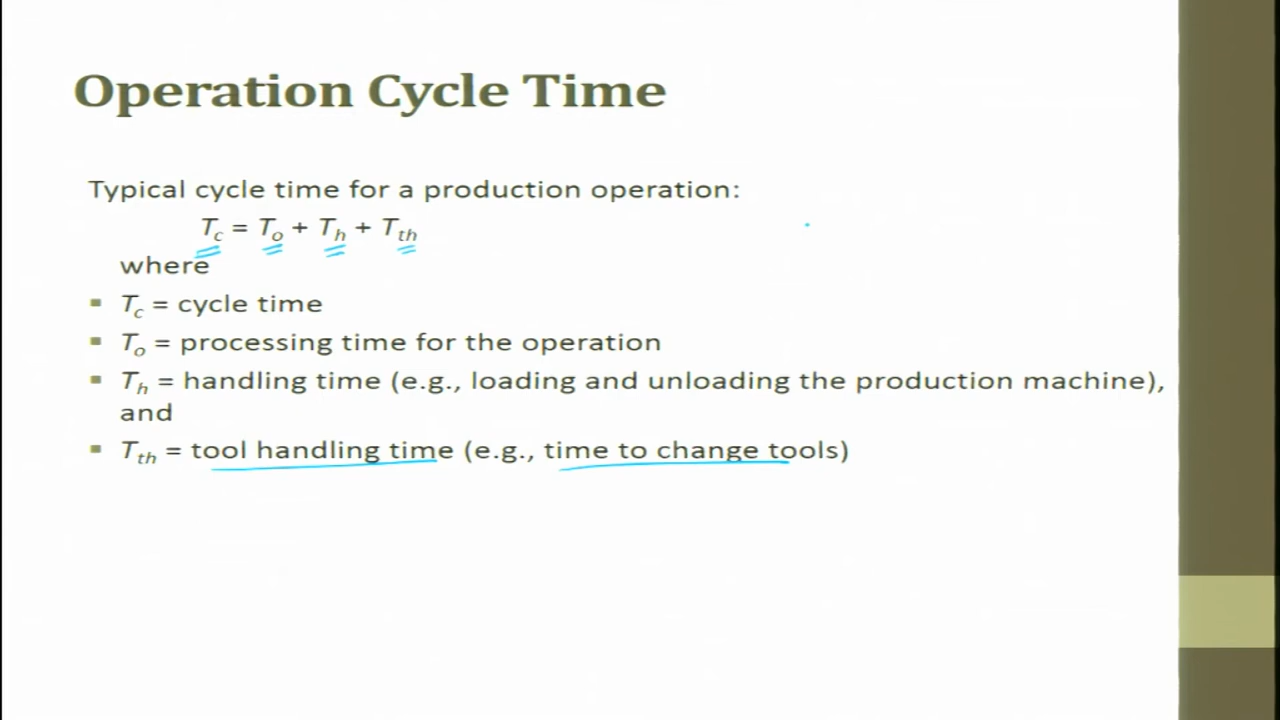 Operation Cycle Time
Typical cycle time for a production operation:
Tc = To + Th + Tth
where
▪ Tc = cycle time
▪ To = processing time for the operation
▪ Th = handling time (e.g., loading and unloading the production machine),
and
▪ Tth = tool handling time (e.g., time to change tools)